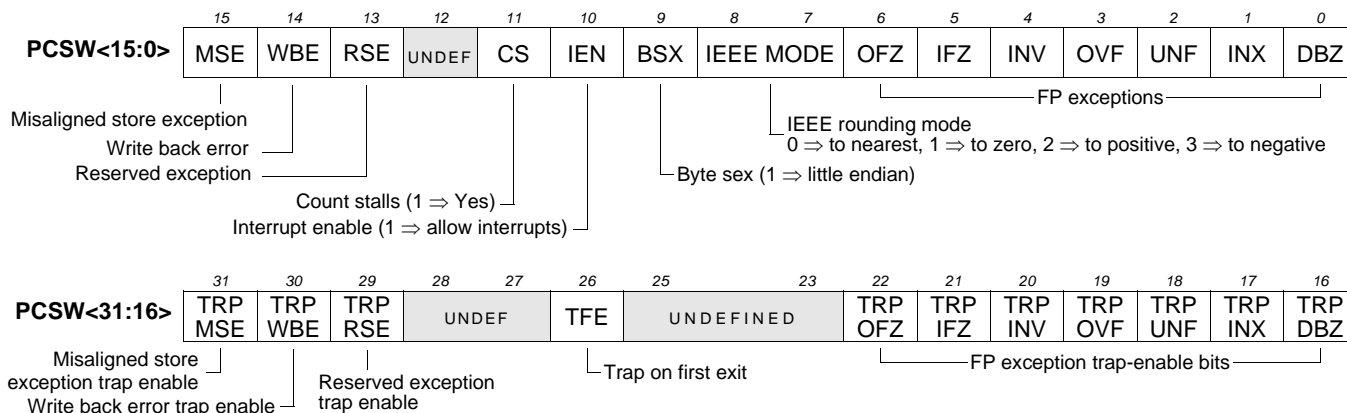 15 14 13 12 11 10 9 8 7 6 5 4 3 2 1 0
PCSW<15:0> MSE WBE RSE UNDEF CS IEN BSX IEEE MODE OFZ IFZ INV OVF UNF INX DBZ
FP exceptions
Misaligned store exception
IEEE rounding mode
Write back error
0 ⇒ to nearest, 1 ⇒ to zero, 2 ⇒ to positive, 3 ⇒ to negative
Reserved exception
Byte sex (1 ⇒ little endian)
Count stalls (1 ⇒ Yes)
Interrupt enable (1 ⇒ allow interrupts)
31 30 29 28 27 26 25 23 22 21 20 19 18 17 16
PCSW<31:16> TRP MSE TRP WBE TRP RSE UNDEF TFE UNDEFINED TRP OFZ TRP IFZ TRP INV TRP OVF TRP UNF TRP INX TRP DBZ
Misaligned store
exception trap enable
Write back error trap enable
Reserved exception
trap enable
Trap on first exit
FP exception trap-enable bits